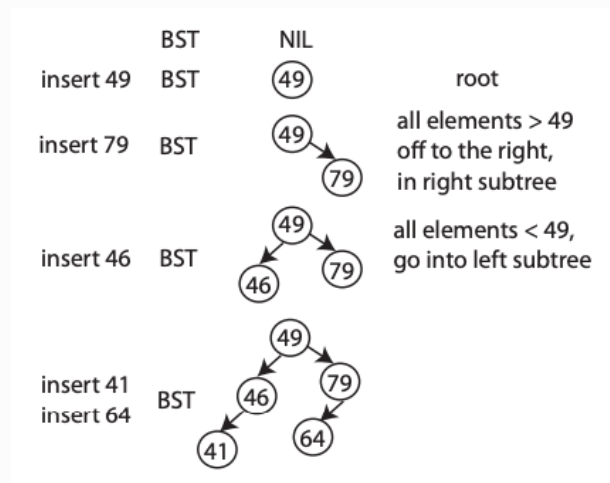 BST NIL
insert 49 BST 49 root
49
insert 79 BST
79
all elements > 49
off to the right,
in right subtree
49
insert 46 BST
46 79
all elements < 49,
go into left subtree
49
insert 41
insert 64
BST
46 79
41 64